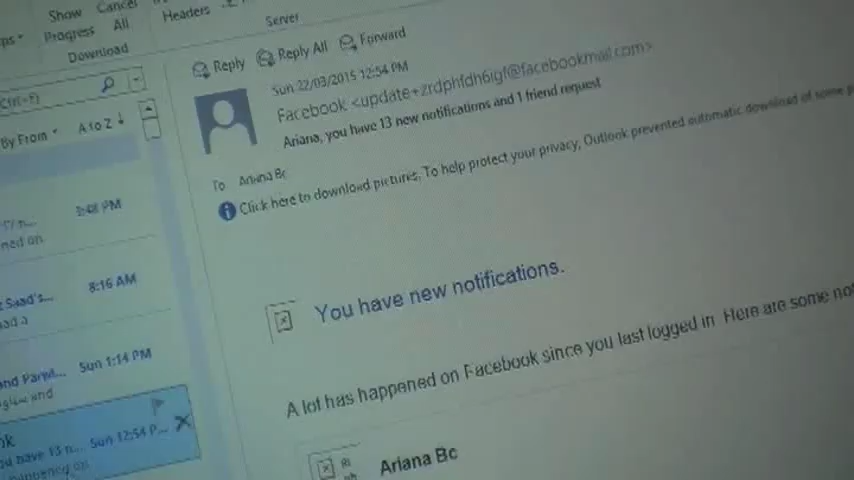 Show Progress
Cancel All
Headers
Download
Server
Ctrl+E)
By From
A to Z
1:48 PM
8:16 AM
Sun 1:14 PM
Sun 12:54 P...
Reply
Reply All
Forward
Sun 22/03/2015 12:54 PM
Facebook <update+zrdphfdh6igf@facebookmail.com>
Ariana, you have 13 new notifications and 1 friend request
To Ariana Bc
Click here to download pictures. To help protect your privacy, Outlook prevented automatic download of some p
You have new notifications.
A lot has happened on Facebook since you last logged in Here are some not
Ariana Bc